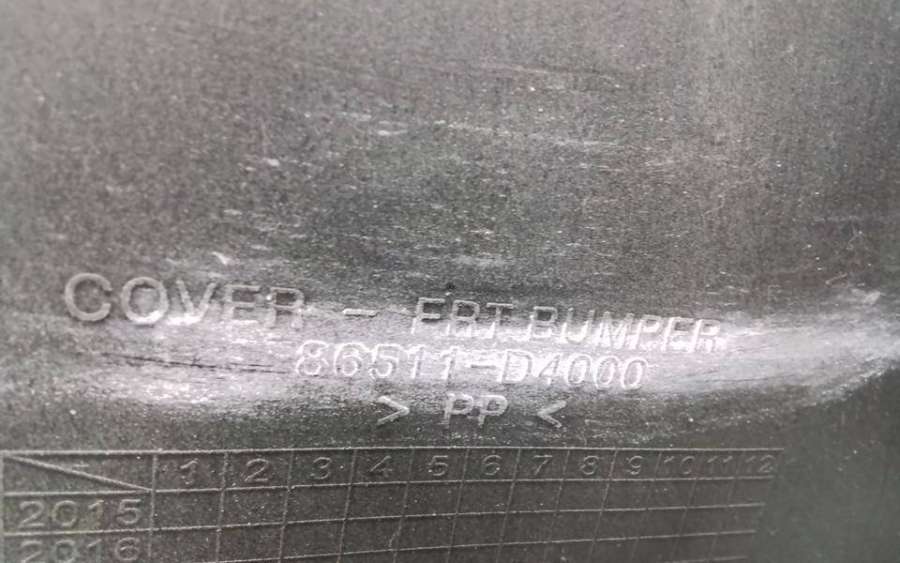 COVER - FRT.BUMPER
86511-D4000
> PP <
1 2 3 4 5 6 7 8 9 10 11 12
2015
2016